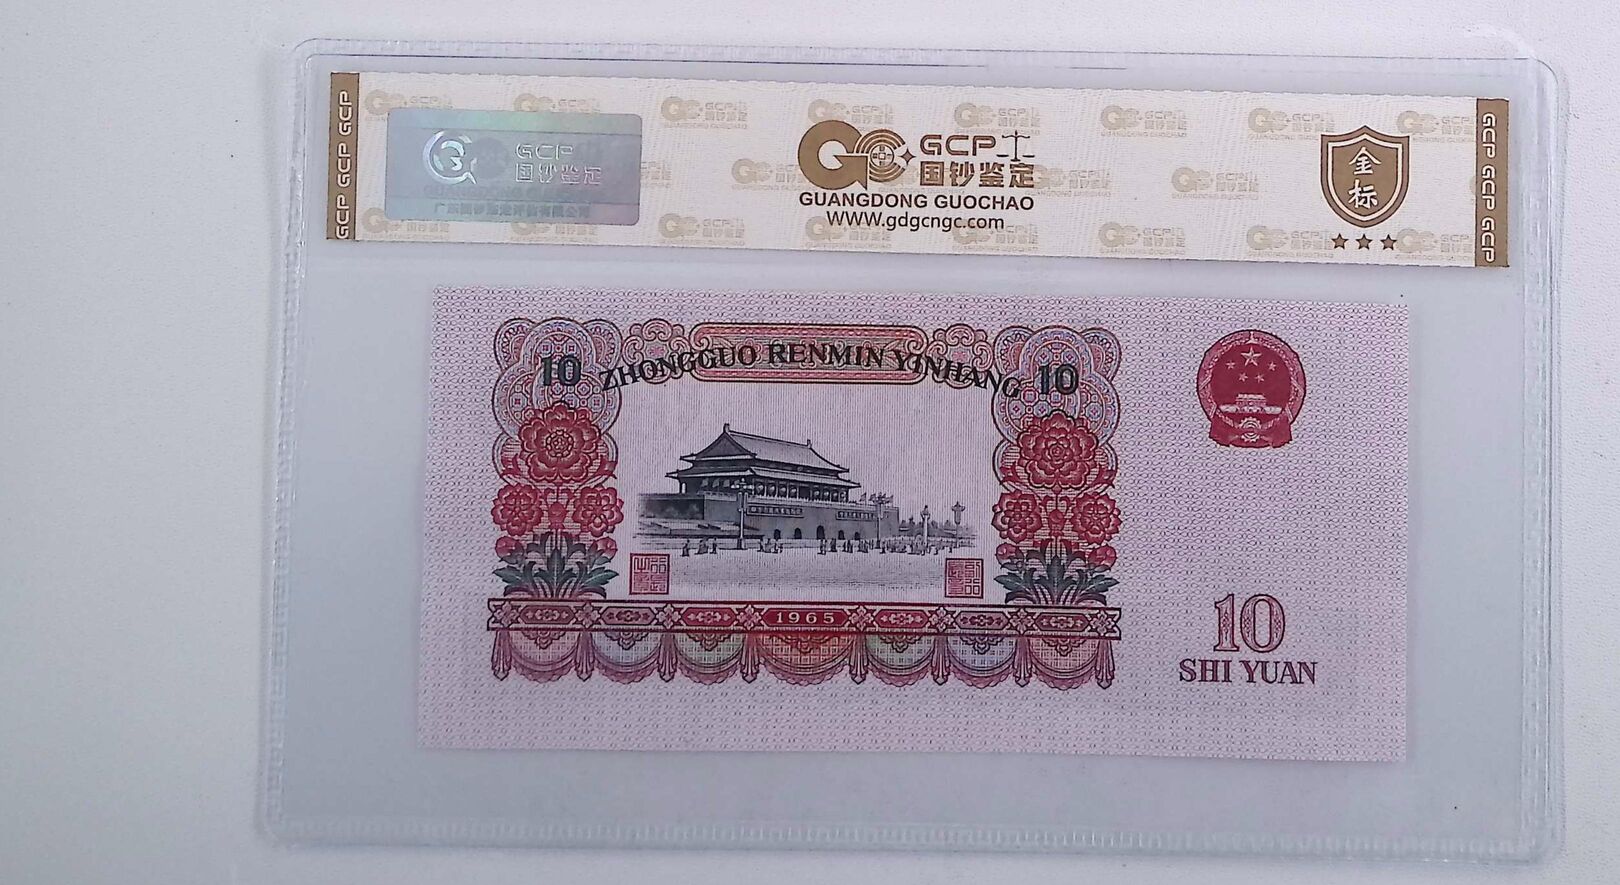 GCP GCP GCP
GCP
国钞鉴定
GCP
国钞鉴定
GUANGDONG GUOCHAO
WWW.gdgcngc.com
金
标
GCP GCP GCP
10 ZHONGGUO RENMIN YINHANG 10
1965
10
SHI YUAN